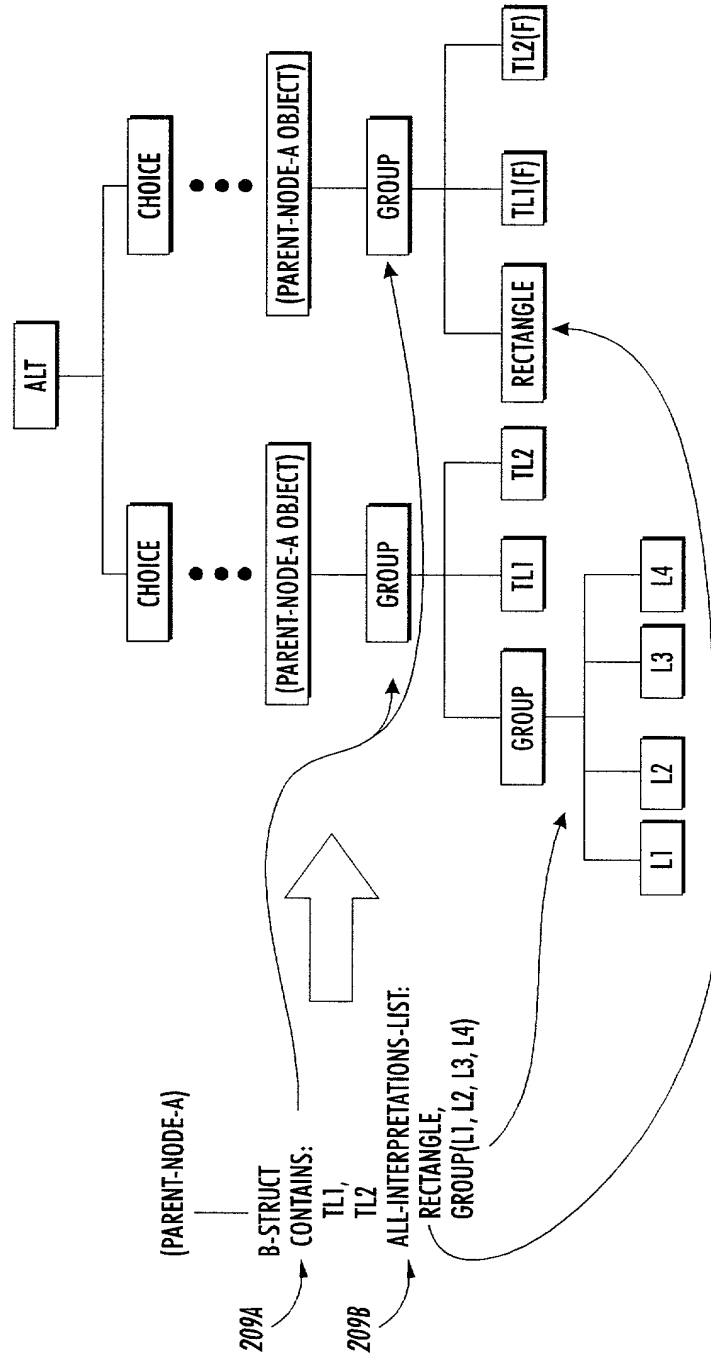 (PARENT-NODE-A)
B-STRUCT
CONTAINS:
TL1,
TL2
ALL-INTERPRETATIONS-LIST:
RECTANGLE,
GROUP(L1, L2, L3, L4)
209A
209B
ALT
CHOICE
CHOICE
(PARENT-NODE-A OBJECT)
(PARENT-NODE-A OBJECT)
GROUP
GROUP
GROUP
TL1
TL2
RECTANGLE
TL1(F)
TL2(F)
L1
L2
L3
L4